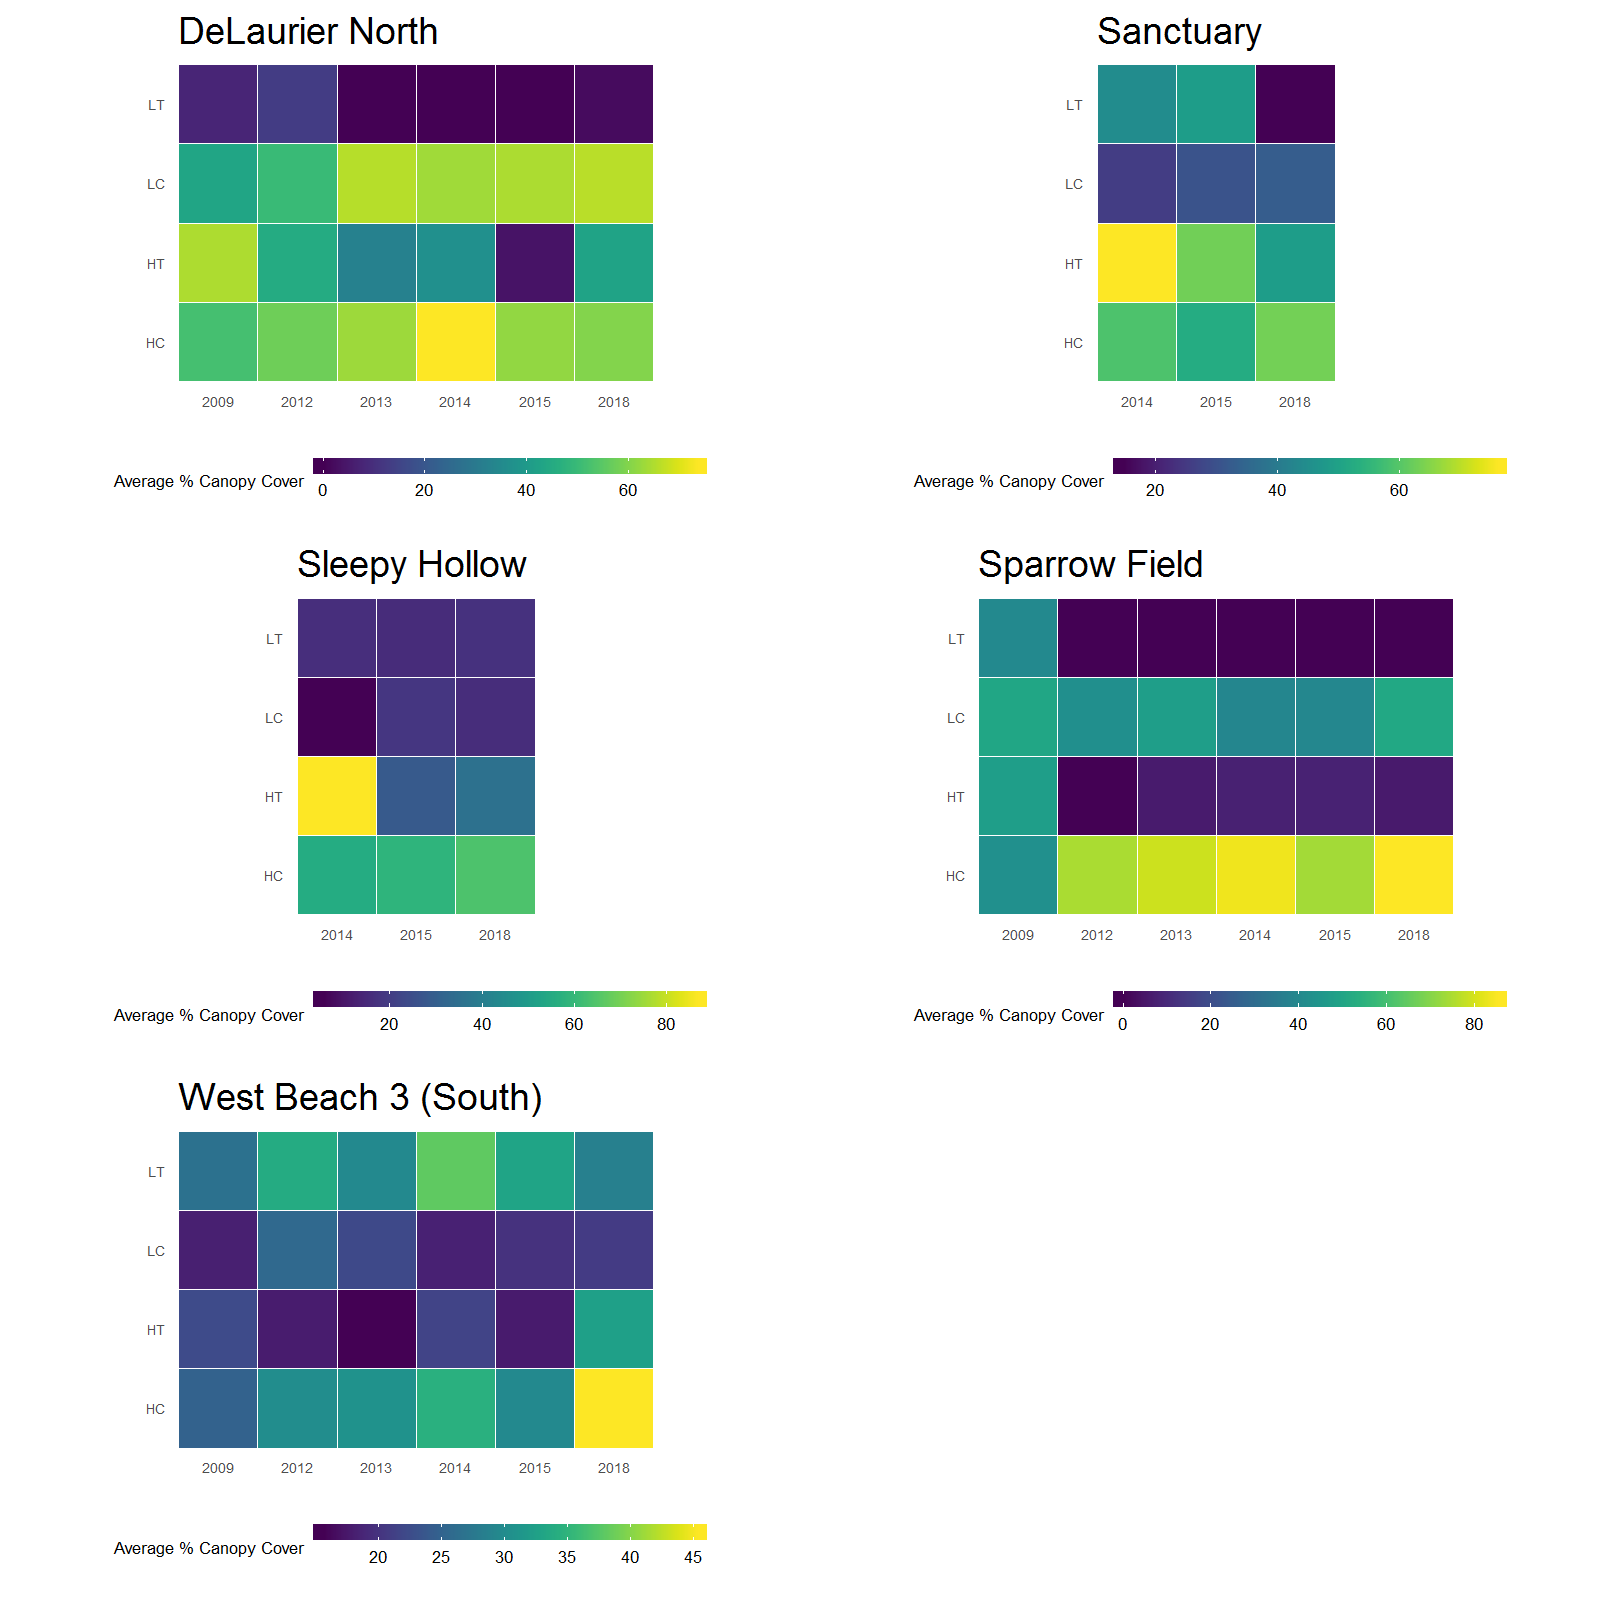 DeLaurier North
LT
LC
HT
HC
2009 2012 2013 2014 2015 2018
Average % Canopy Cover
0 20 40 60
Sanctuary
LT
LC
HT
HC
2014 2015 2018
Average % Canopy Cover
20 40 60
Sleepy Hollow
LT
LC
HT
HC
2014 2015 2018
Average % Canopy Cover
20 40 60 80
Sparrow Field
LT
LC
HT
HC
2009 2012 2013 2014 2015 2018
Average % Canopy Cover
0 20 40 60 80
West Beach 3 (South)
LT
LC
HT
HC
2009 2012 2013 2014 2015 2018
Average % Canopy Cover
20 25 30 35 40 45